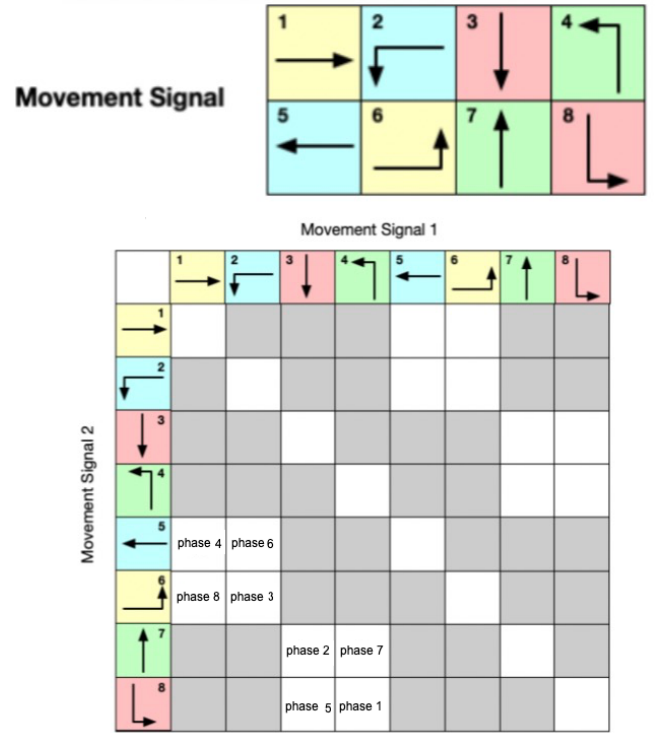 1 2 3 4
Movement Signal
5 6 7 8
Movement Signal 1
1 2 3 4 5 6 7 8
1
2
3
Movement Signal 2
4
5
phase 4 phase 6
6
phase 8 phase 3
7
phase 2 phase 7
8
phase 5 phase 1